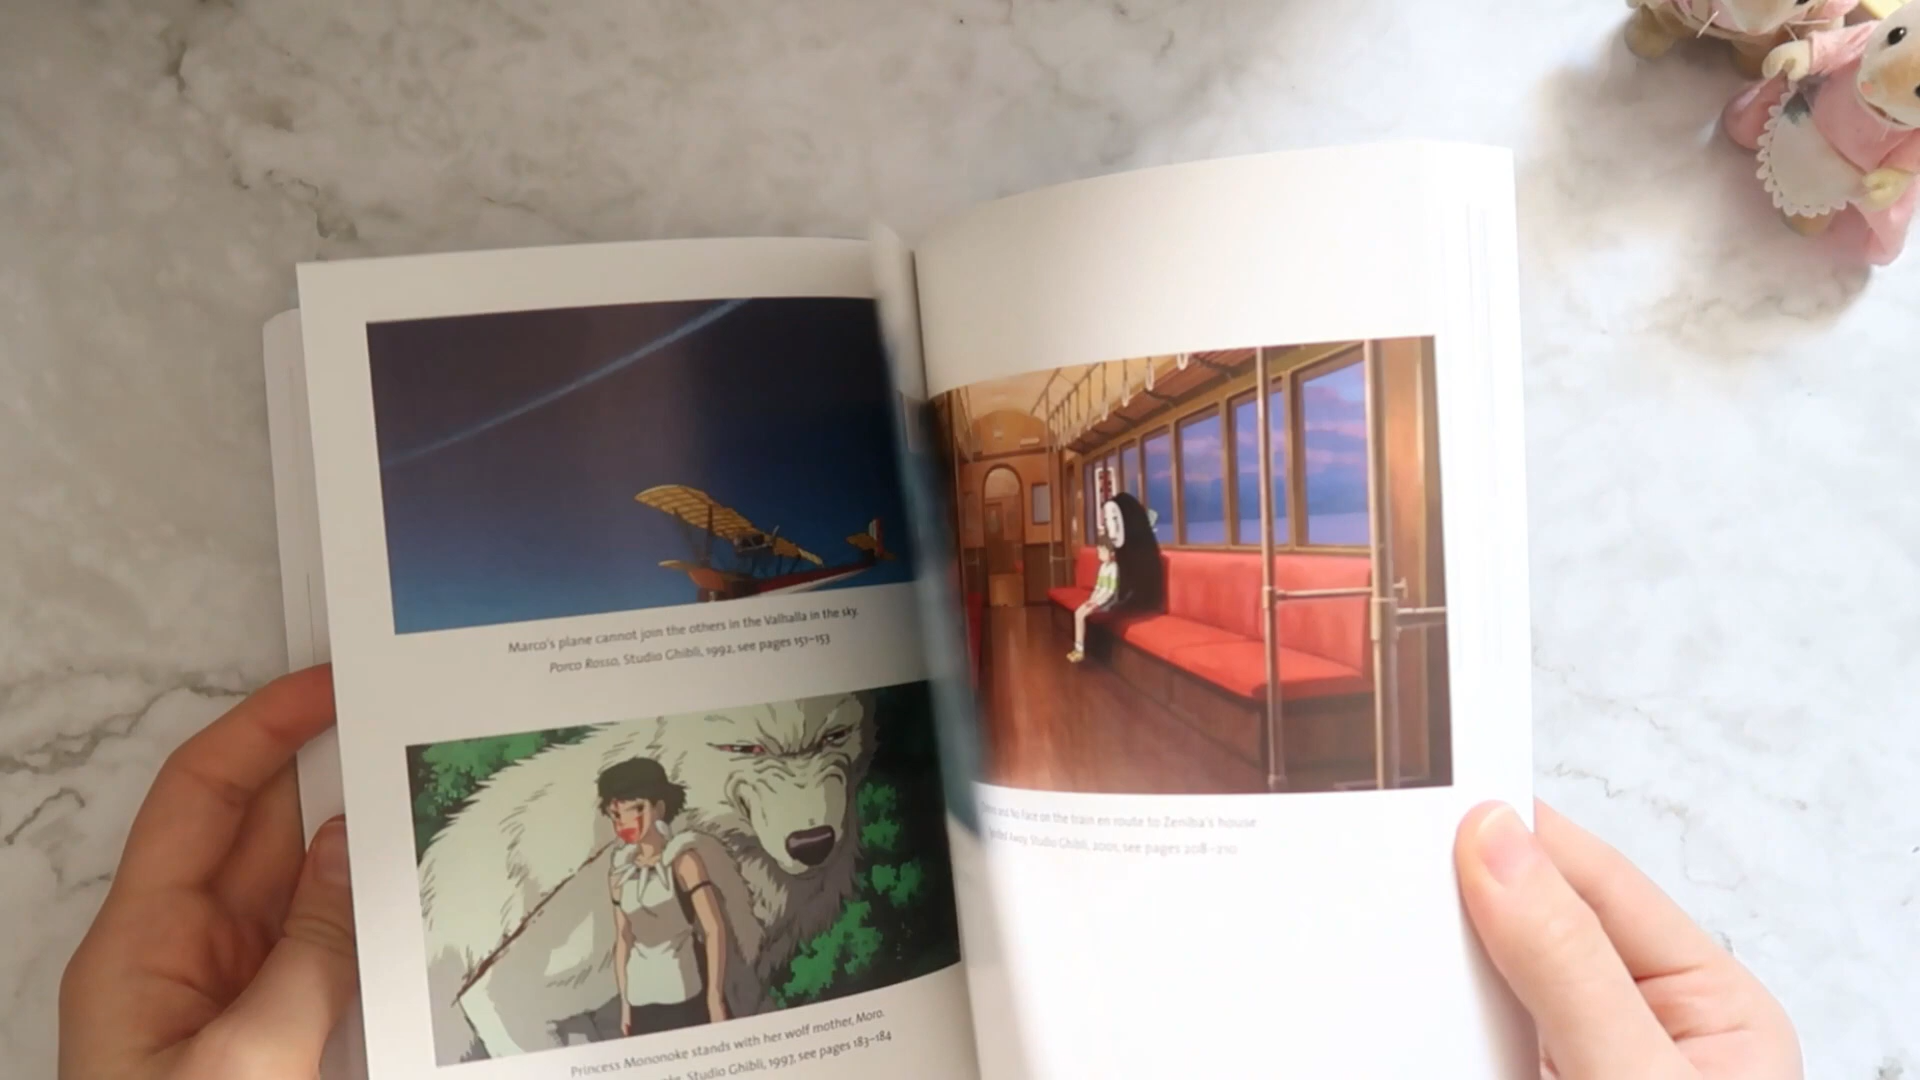 Marco's plane cannot join the others in the Valhalla in the sky.
Porco Rosso, Studio Ghibli, 1992, see pages 151–153
Princess Mononoke stands with her wolf mother, Moro.
Studio Ghibli, 1997, see pages 183–184
and No Face on the train en route to Zeniba's house
Away, Studio Ghibli, 2001, see pages 208–210